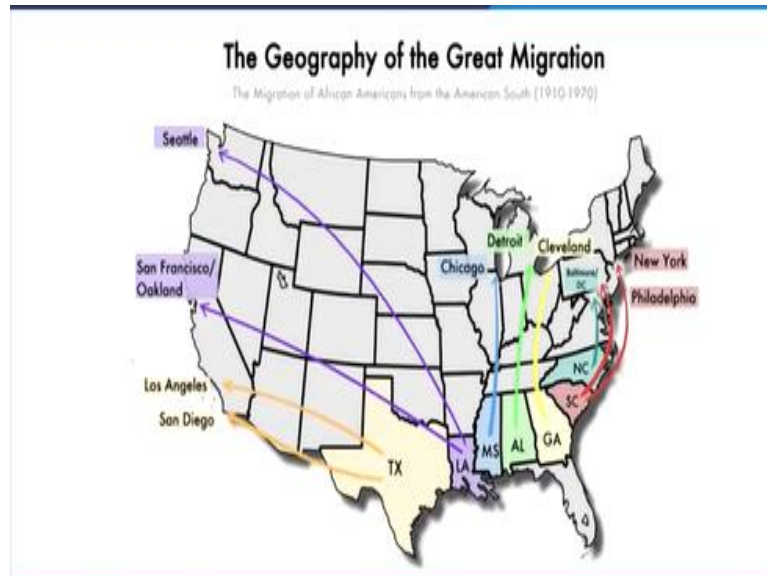 The Geography of the Great Migration
The Migration of African Americans from the American South (1910-1970)
Seattle
Detroit
Cleveland
San Francisco/
Oakland
Chicago
Baltimore/
DC
New York
Philadelphia
Los Angeles
San Diego
NC
SC
TX
LA
MS
AL
GA